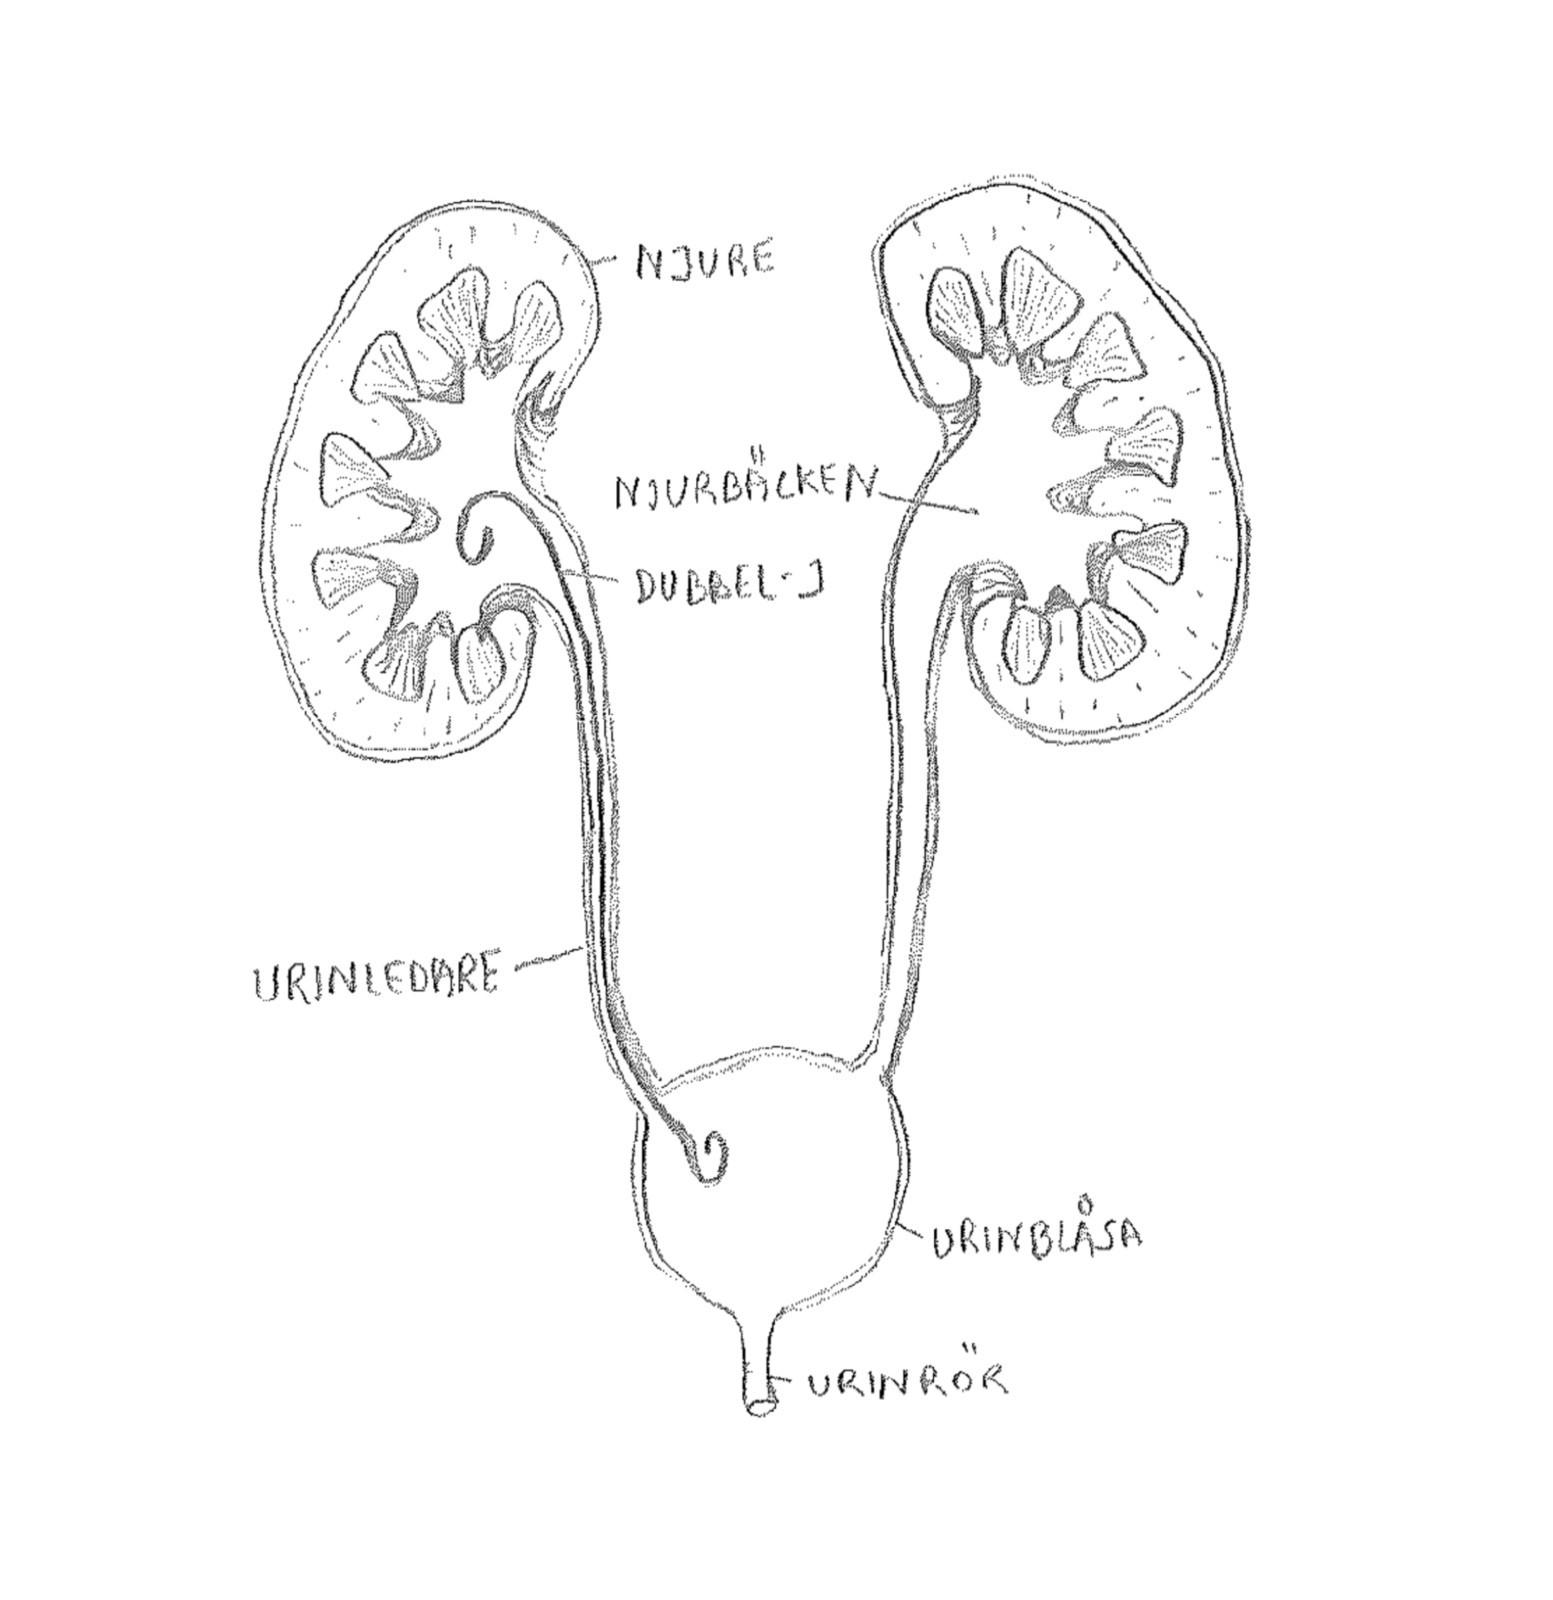 NJURE
NJURBÄCKEN
DUBBEL-J
URINLEDARE
URINBLÅSA
URINRÖR